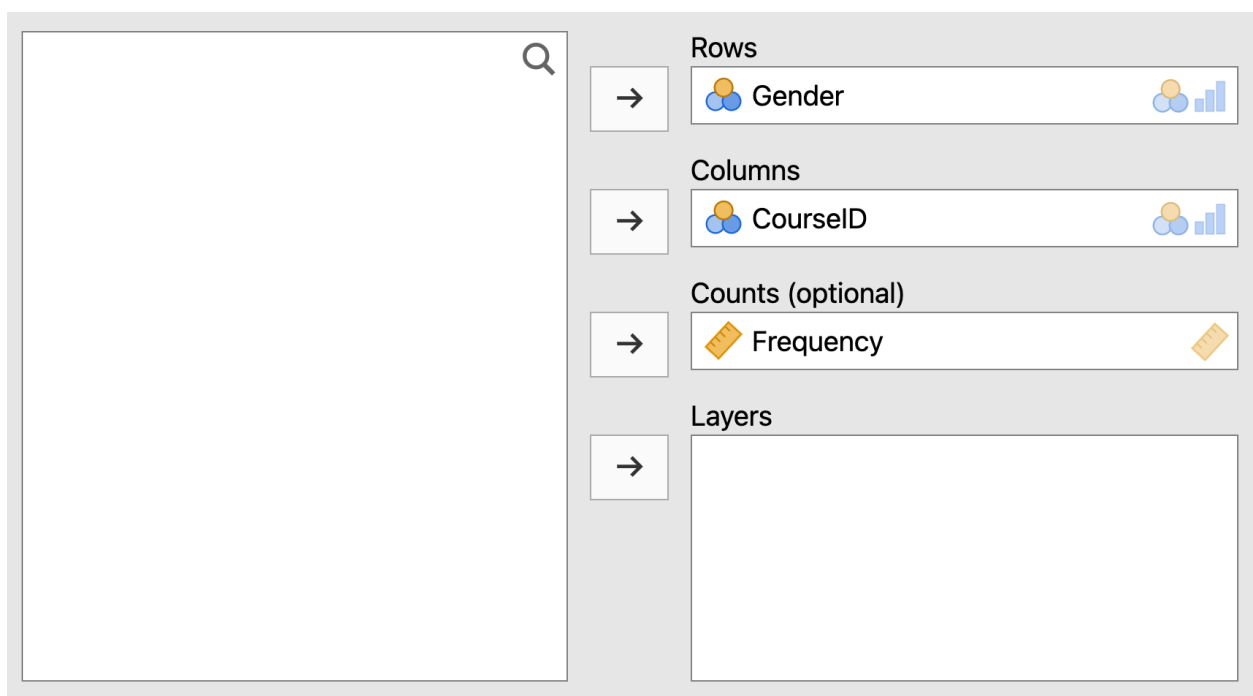 Rows
Gender
Columns
CourseID
Counts (optional)
Frequency
Layers